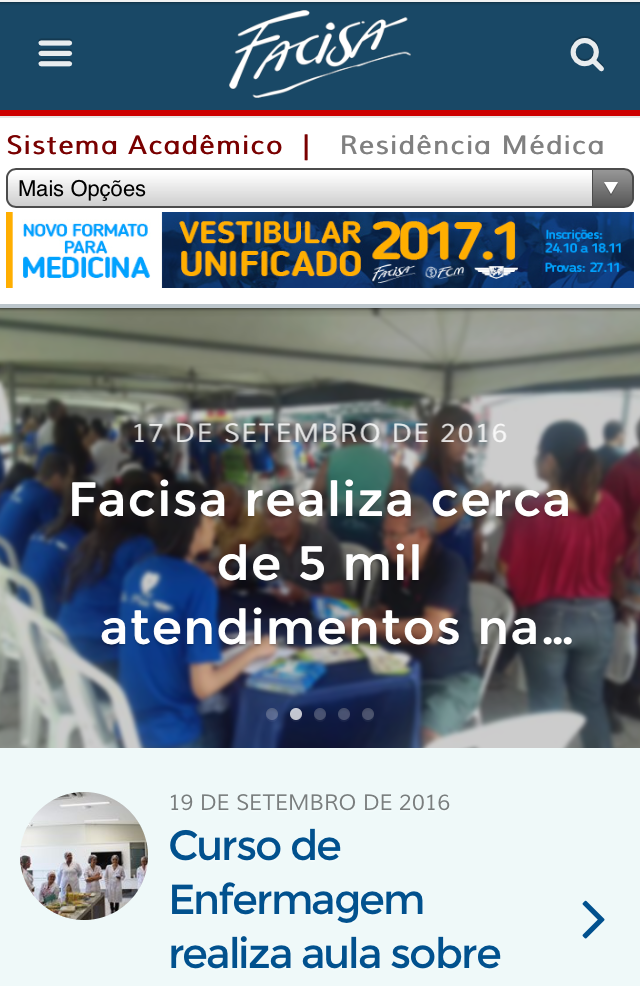 FACISA
Sistema Acadêmico | Residência Médica
Mais Opções
NOVO FORMATO
PARA
MEDICINA
VESTIBULAR
UNIFICADO
2017.1
Facisa FCM
Inscrições:
24.10 a 18.11
Provas: 27.11
17 DE SETEMBRO DE 2016
Facisa realiza cerca
de 5 mil
atendimentos na...
19 DE SETEMBRO DE 2016
Curso de
Enfermagem
realiza aula sobre